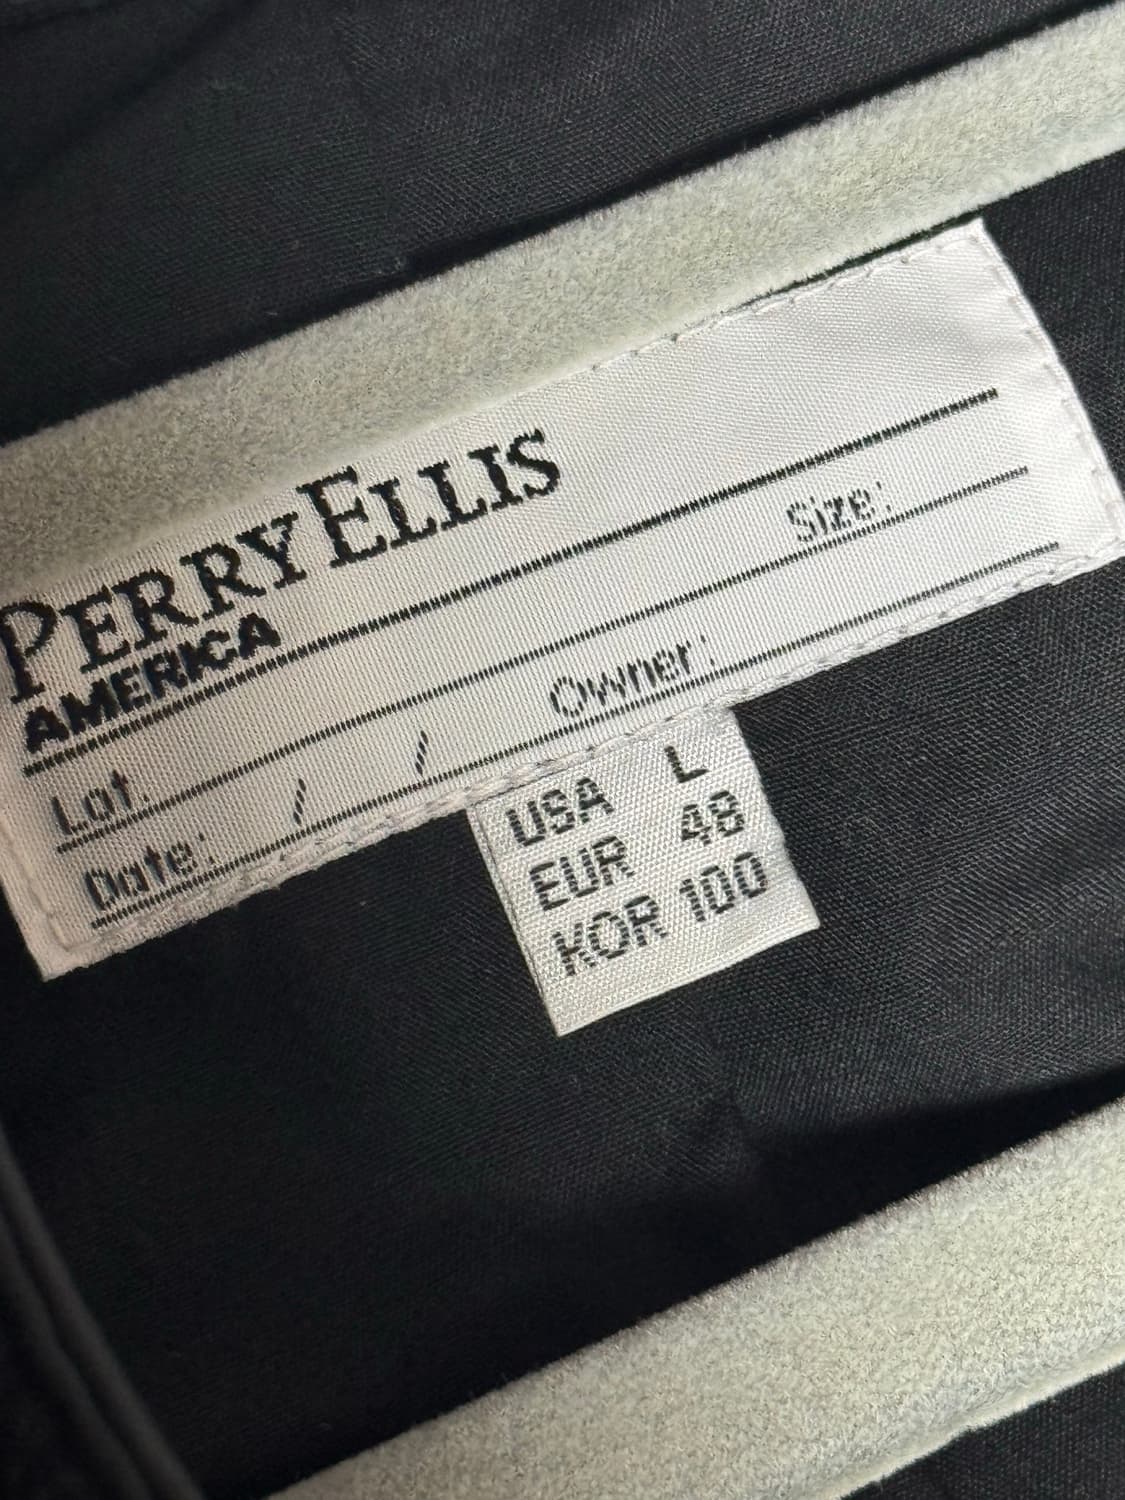 PERRY ELLIS
AMERICA
Lot. Size:
Date: / / Owner:
USA L
EUR 48
KOR 100